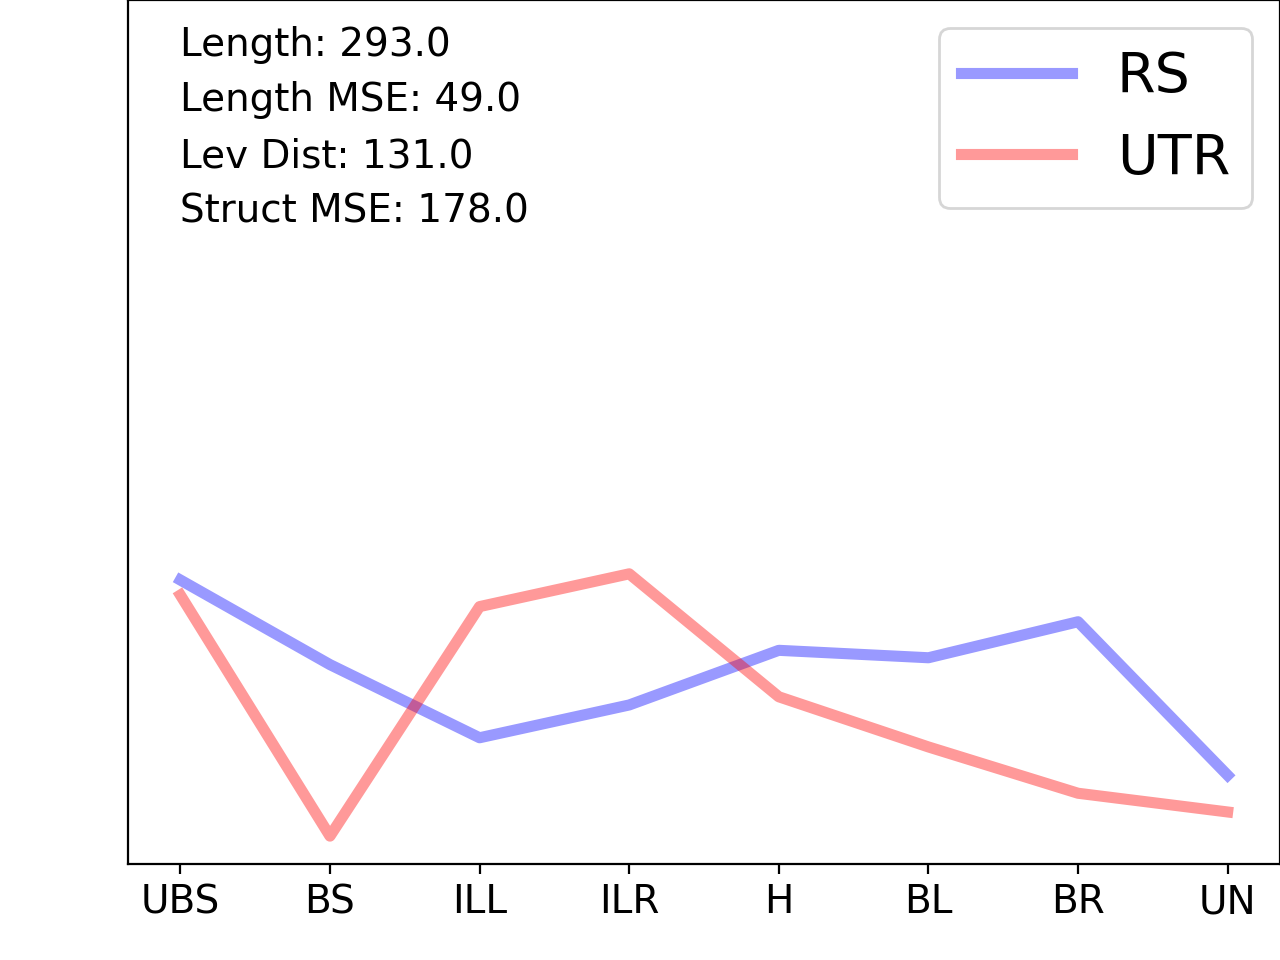 Length: 293.0
Length MSE: 49.0
Lev Dist: 131.0
Struct MSE: 178.0
RS
UTR
UBS BS ILL ILR H BL BR UN